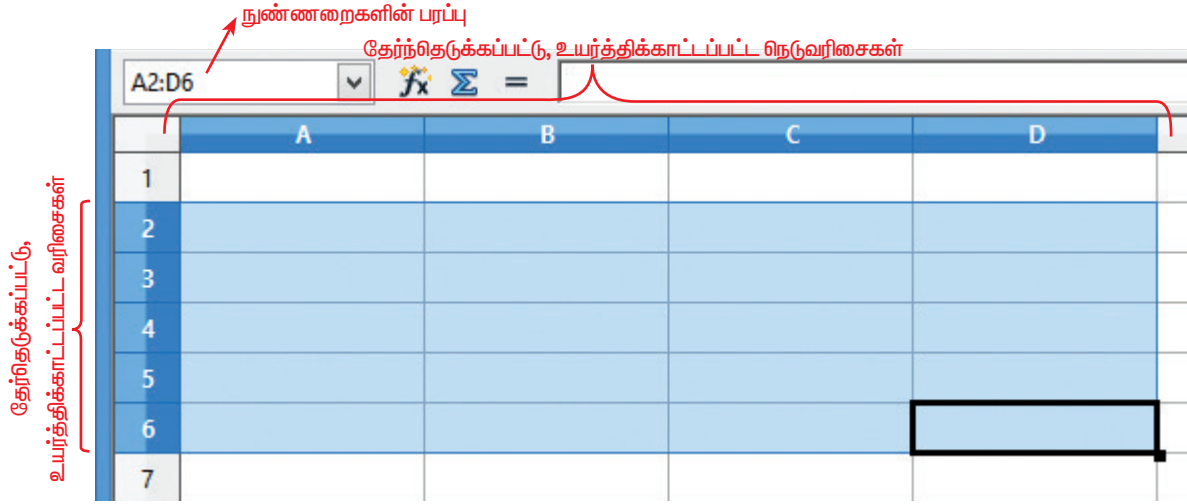 நுண்ணறைகளின் பரப்பு
தேர்ந்தெடுக்கப்பட்டு, உயர்த்திக்காட்டப்பட்ட நெடுவரிசைகள்
A2:D6 fx Σ =
A B C D
1
2
3
4
5
6
7
தேர்தெடுக்கப்பட்டு,
உயர்த்திக்காட்டப்பட்ட வரிசைகள்